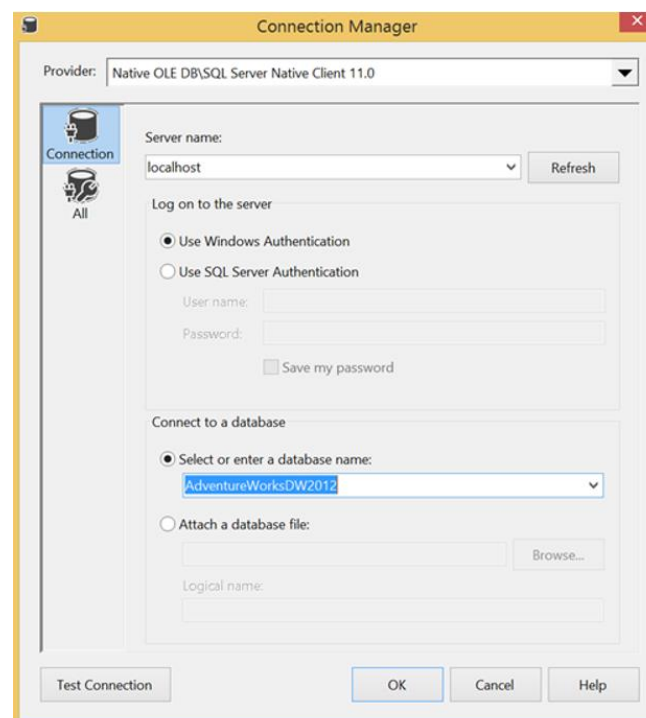 Connection Manager
Provider: Native OLE DB\SQL Server Native Client 11.0
Connection
All
Server name:
localhost
Refresh
Log on to the server
Use Windows Authentication
Use SQL Server Authentication
User name:
Password:
Save my password
Connect to a database
Select or enter a database name:
AdventureWorksDW2012
Attach a database file:
Browse...
Logical name:
Test Connection OK Cancel Help